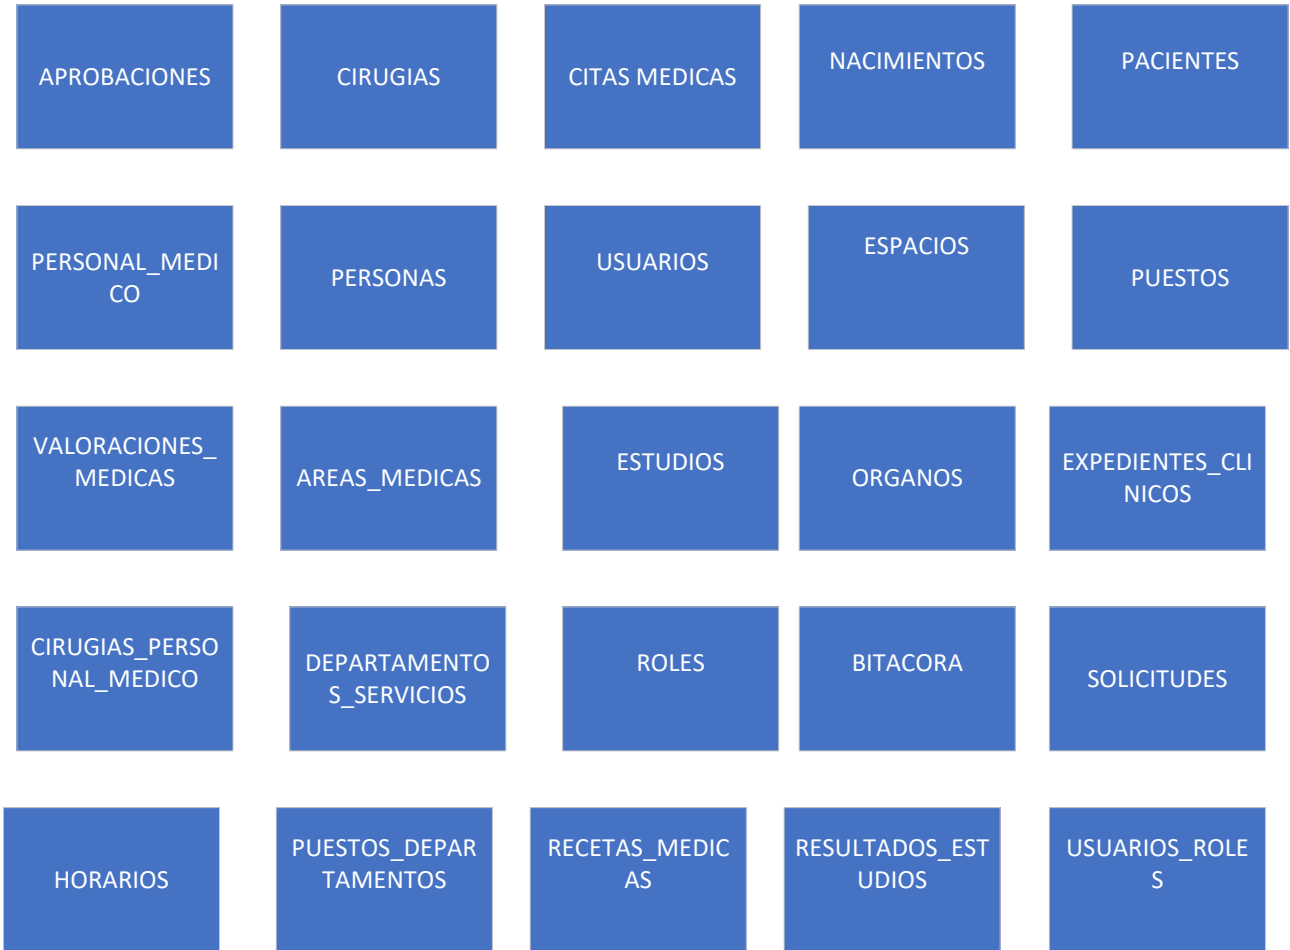 APROBACIONES
CIRUGIAS
CITAS MEDICAS
NACIMIENTOS
PACIENTES
PERSONAL_MEDI
CO
PERSONAS
USUARIOS
ESPACIOS
PUESTOS
VALORACIONES_
MEDICAS
AREAS_MEDICAS
ESTUDIOS
ORGANOS
EXPEDIENTES_CLI
NICOS
CIRUGIAS_PERSO
NAL_MEDICO
DEPARTAMENTO
S_SERVICIOS
ROLES
BITACORA
SOLICITUDES
HORARIOS
PUESTOS_DEPAR
TAMENTOS
RECETAS_MEDIC
AS
RESULTADOS_EST
UDIOS
USUARIOS_ROLE
S